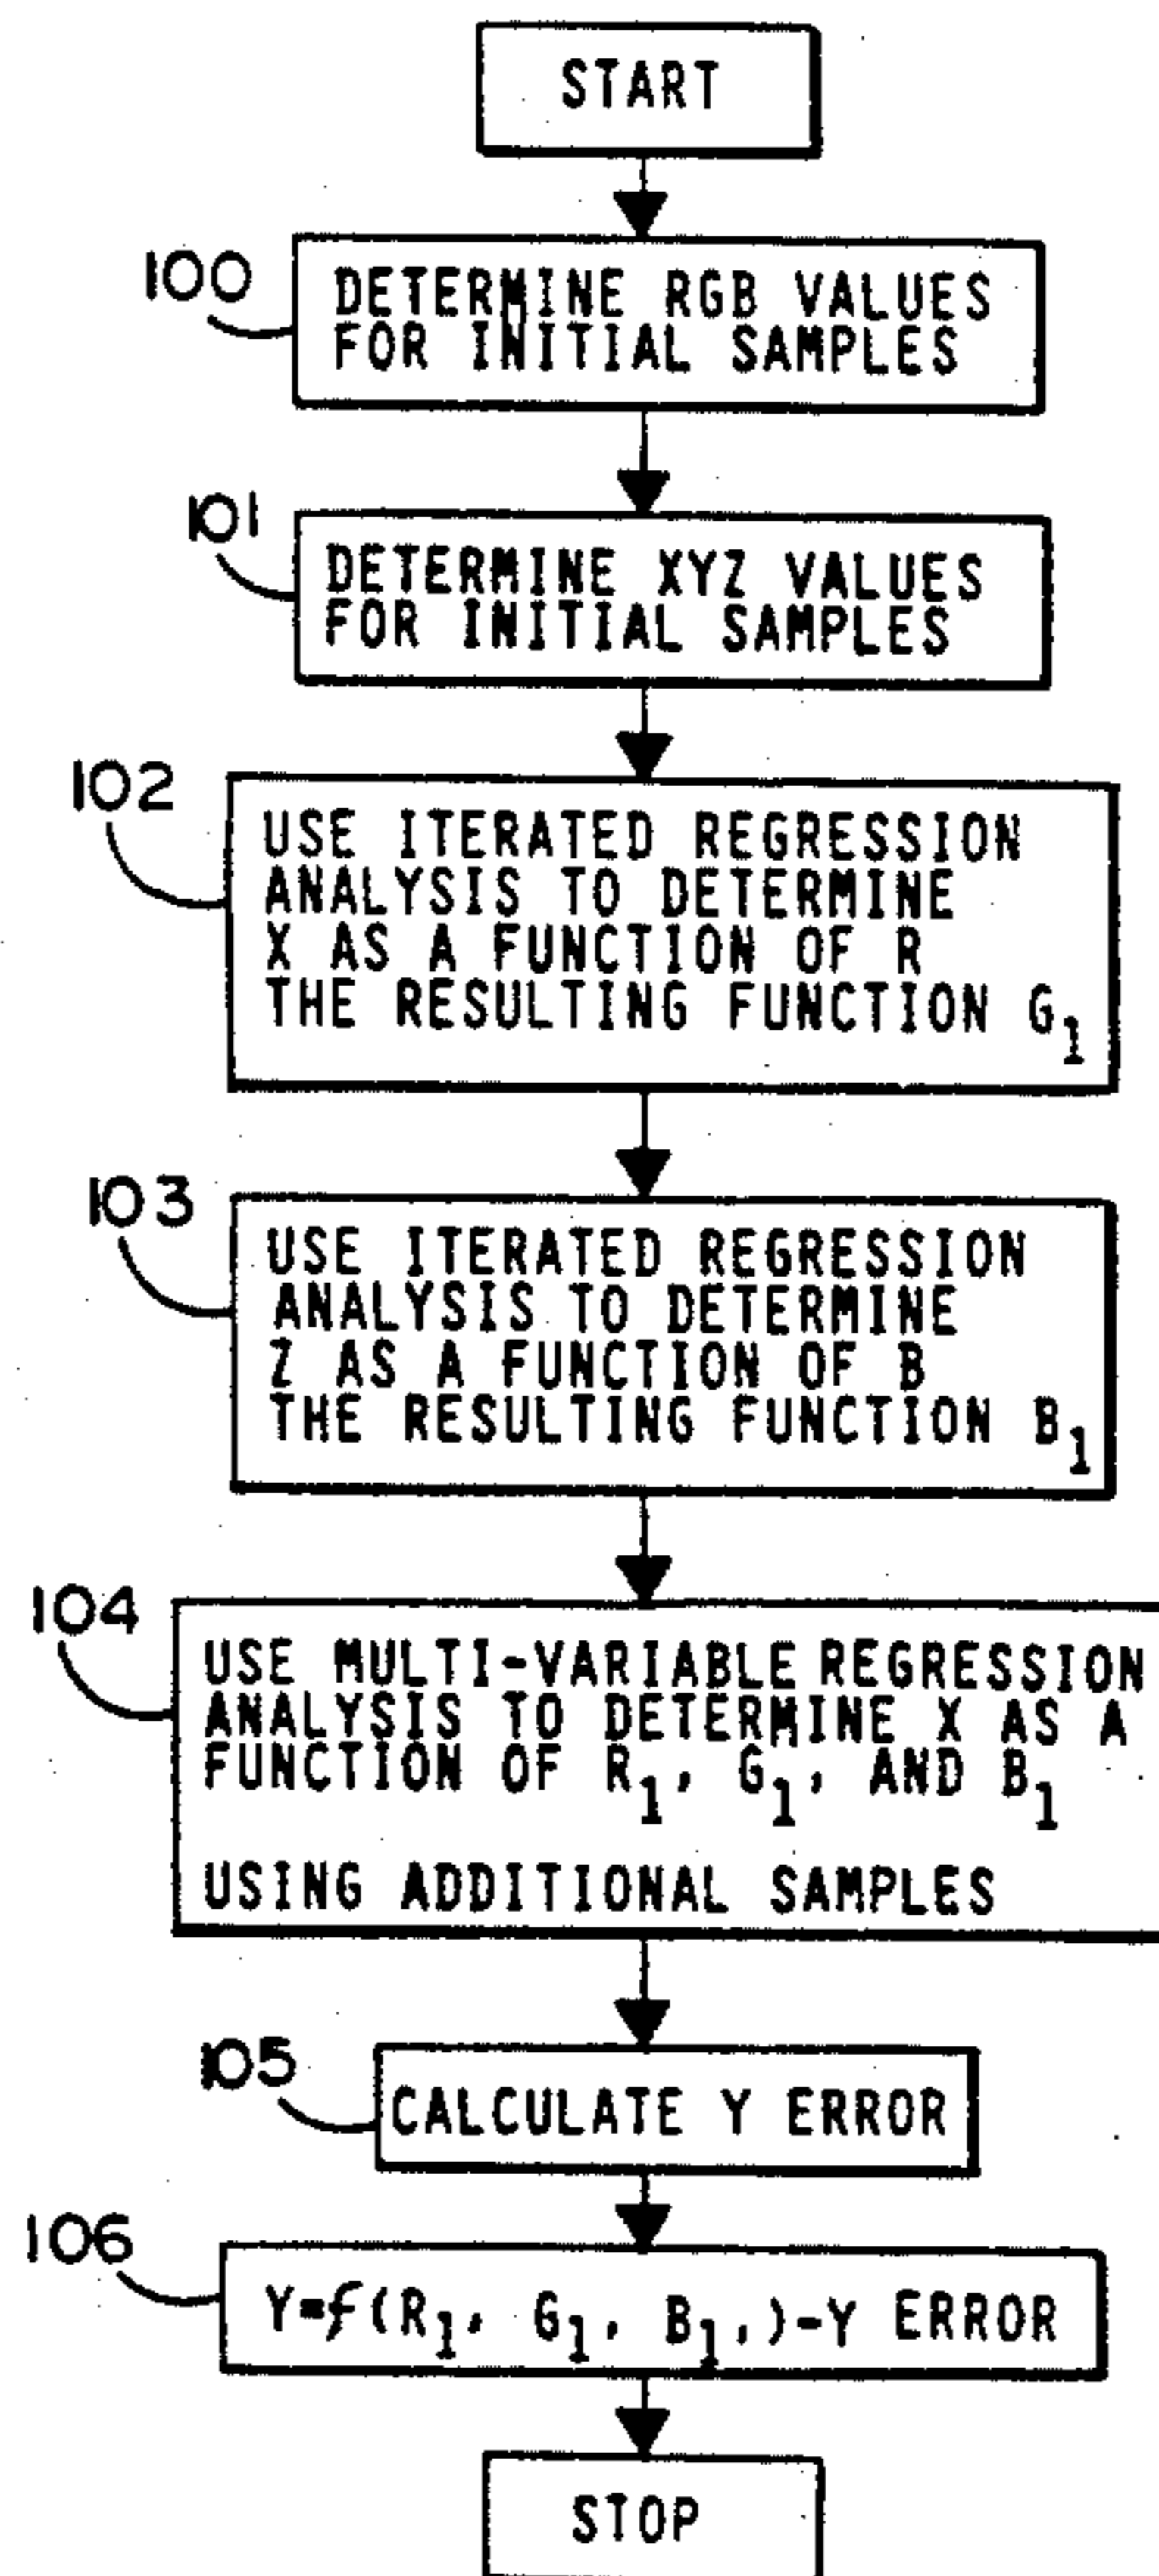 START
100
DETERMINE RGB VALUES
FOR INITIAL SAMPLES
101
DETERMINE XYZ VALUES
FOR INITIAL SAMPLES
102
USE ITERATED REGRESSION
ANALYSIS TO DETERMINE
X AS A FUNCTION OF R
THE RESULTING FUNCTION G₁
103
USE ITERATED REGRESSION
ANALYSIS TO DETERMINE
Z AS A FUNCTION OF B
THE RESULTING FUNCTION B₁
104
USE MULTI-VARIABLE REGRESSION
ANALYSIS TO DETERMINE X AS A
FUNCTION OF R₁, G₁, AND B₁
USING ADDITIONAL SAMPLES
105
CALCULATE Y ERROR
106
Y=f(R₁, G₁, B₁,)-Y ERROR
STOP